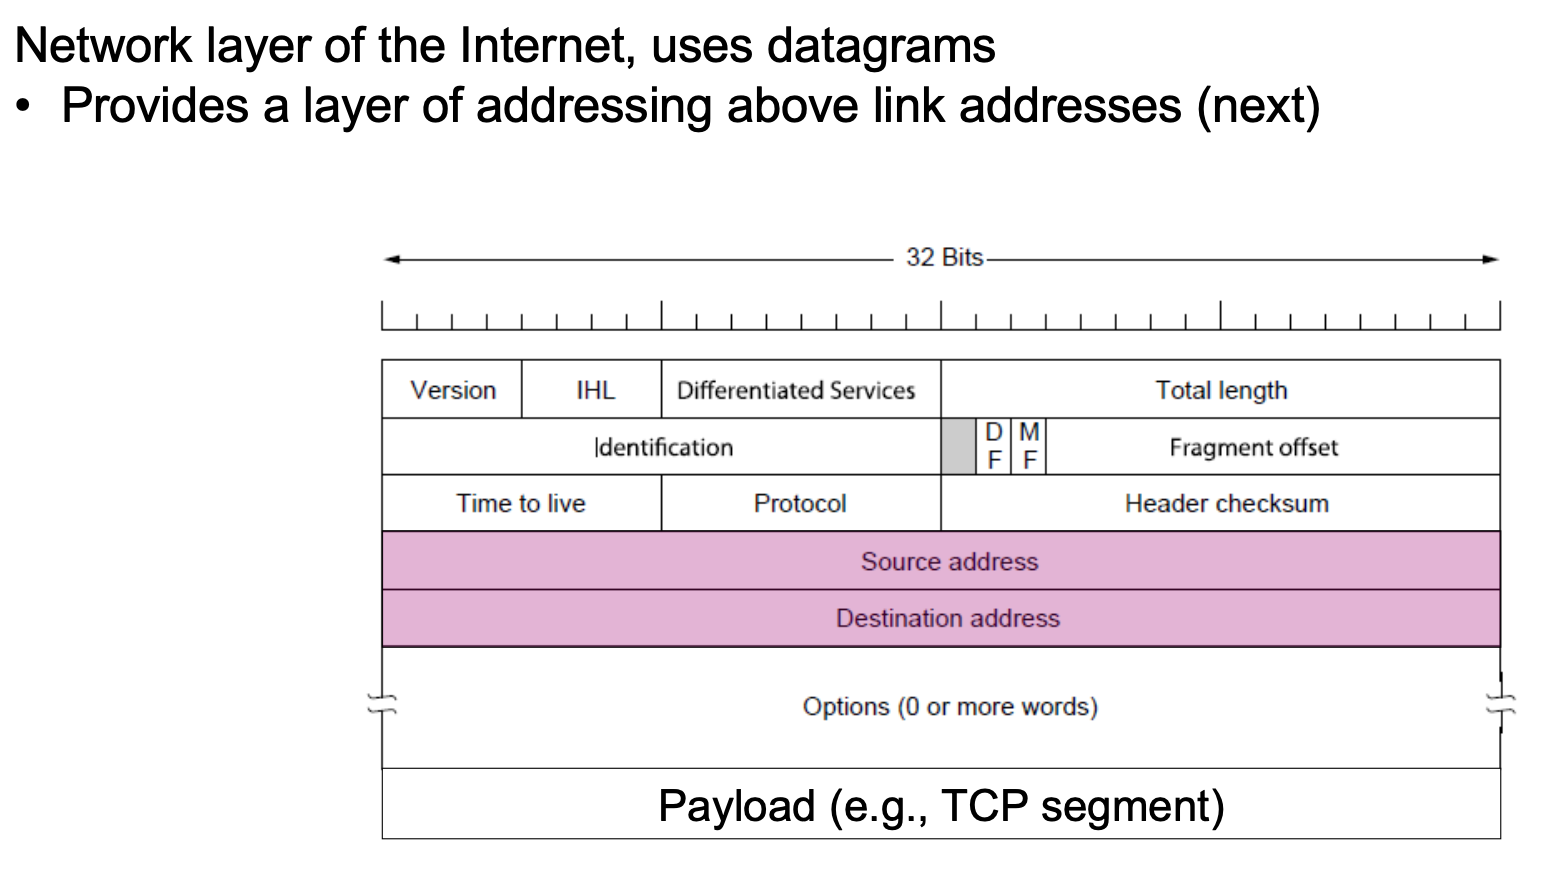 Network layer of the Internet, uses datagrams
• Provides a layer of addressing above link addresses (next)
32 Bits
Version IHL Differentiated Services Total length
Identification DF MF Fragment offset
Time to live Protocol Header checksum
Source address
Destination address
Options (0 or more words)
Payload (e.g., TCP segment)